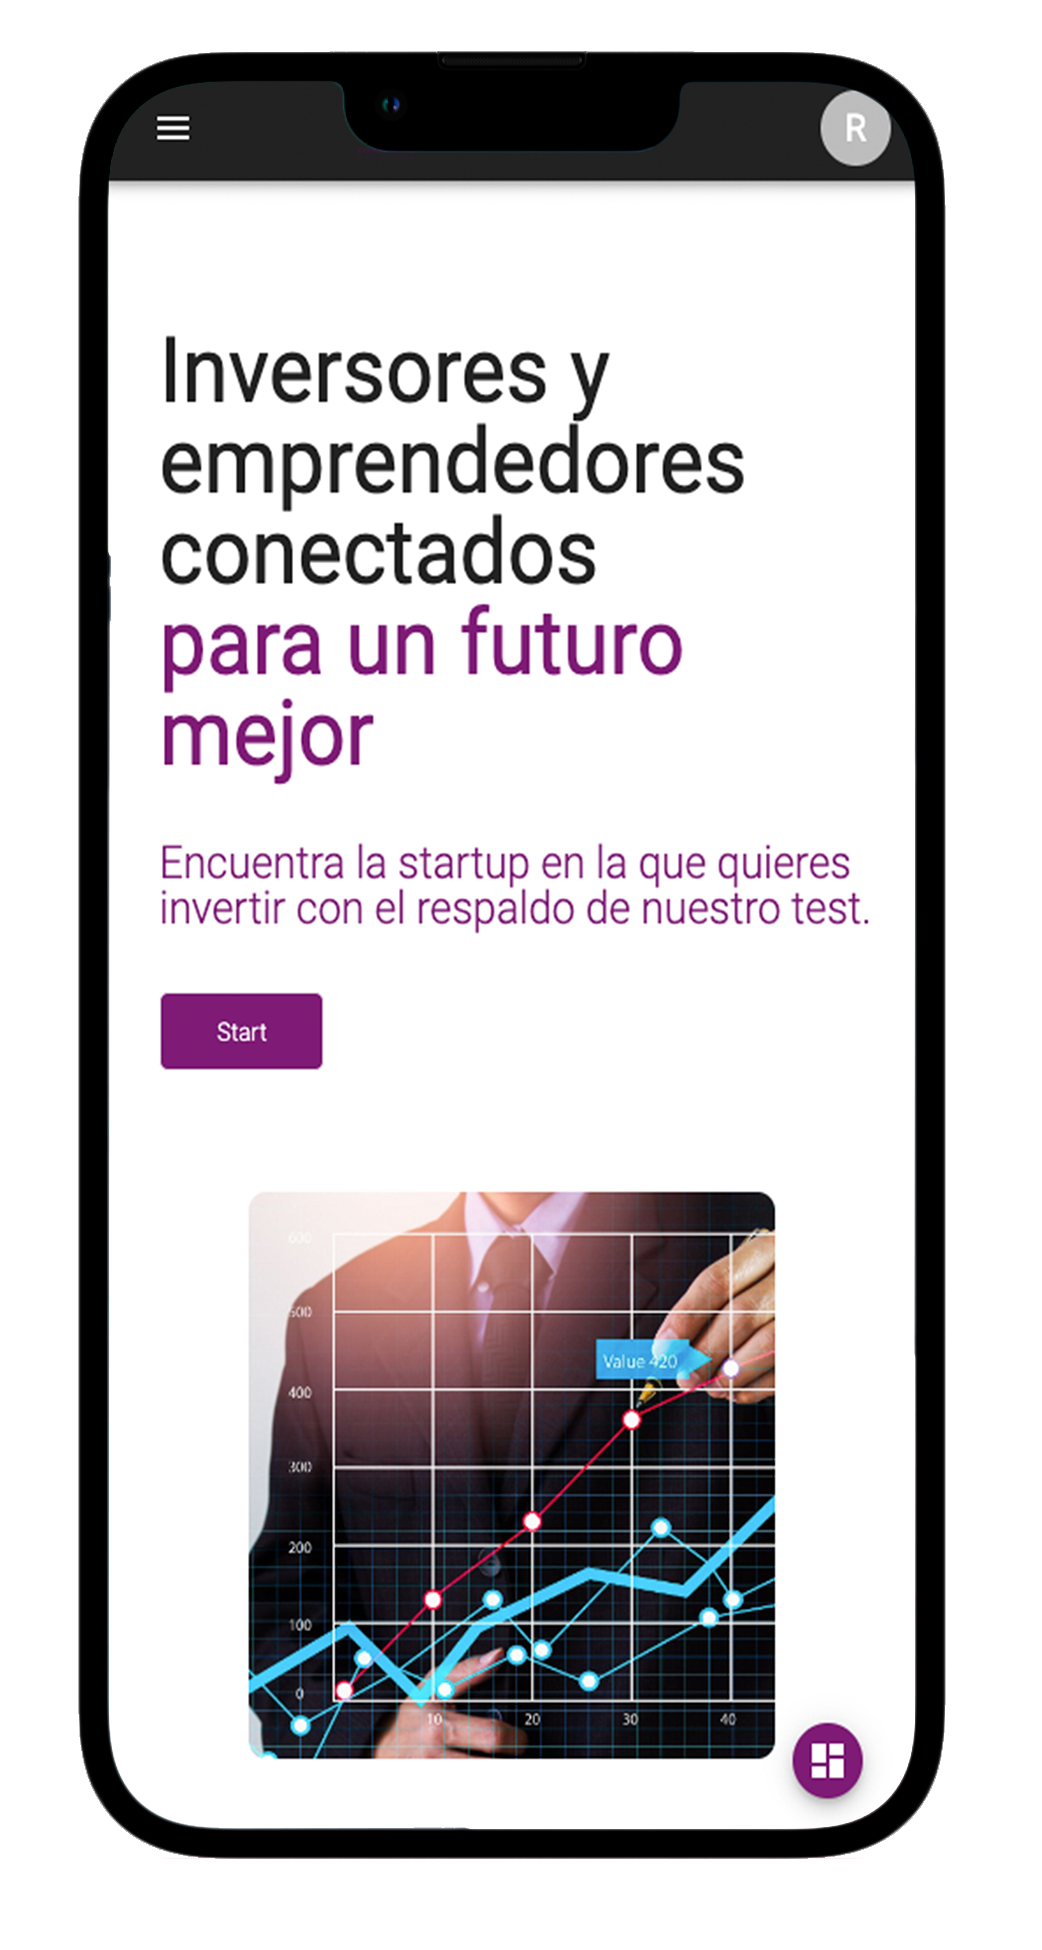 R
Inversores y
emprendedores
conectados
para un futuro
mejor
Encuentra la startup en la que quieres
invertir con el respaldo de nuestro test.
Start
600
500
Value 420
400
300
200
100
0
10 20 30 40